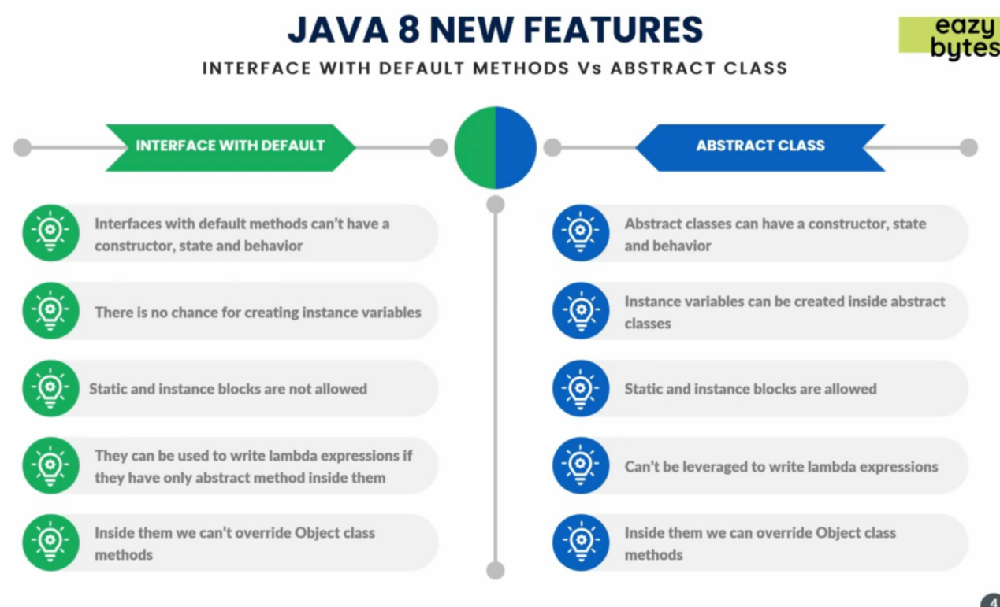 JAVA 8 NEW FEATURES
eazy
bytes
INTERFACE WITH DEFAULT METHODS Vs ABSTRACT CLASS
INTERFACE WITH DEFAULT
Interfaces with default methods can't have a
constructor, state and behavior
There is no chance for creating instance variables
Static and instance blocks are not allowed
They can be used to write lambda expressions if
they have only abstract method inside them
Inside them we can't override Object class
methods
ABSTRACT CLASS
Abstract classes can have a constructor, state
and behavior
Instance variables can be created inside abstract
classes
Static and instance blocks are allowed
Can't be leveraged to write lambda expressions
Inside them we can override Object class
methods
4